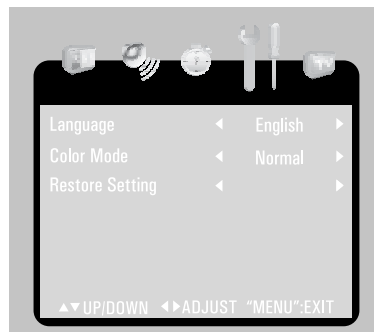 Language ◀ English ▶
Color Mode ◀ Normal ▶
Restore Setting ◀ ▶
▲▼UP/DOWN ◀▶ADJUST "MENU":EXIT